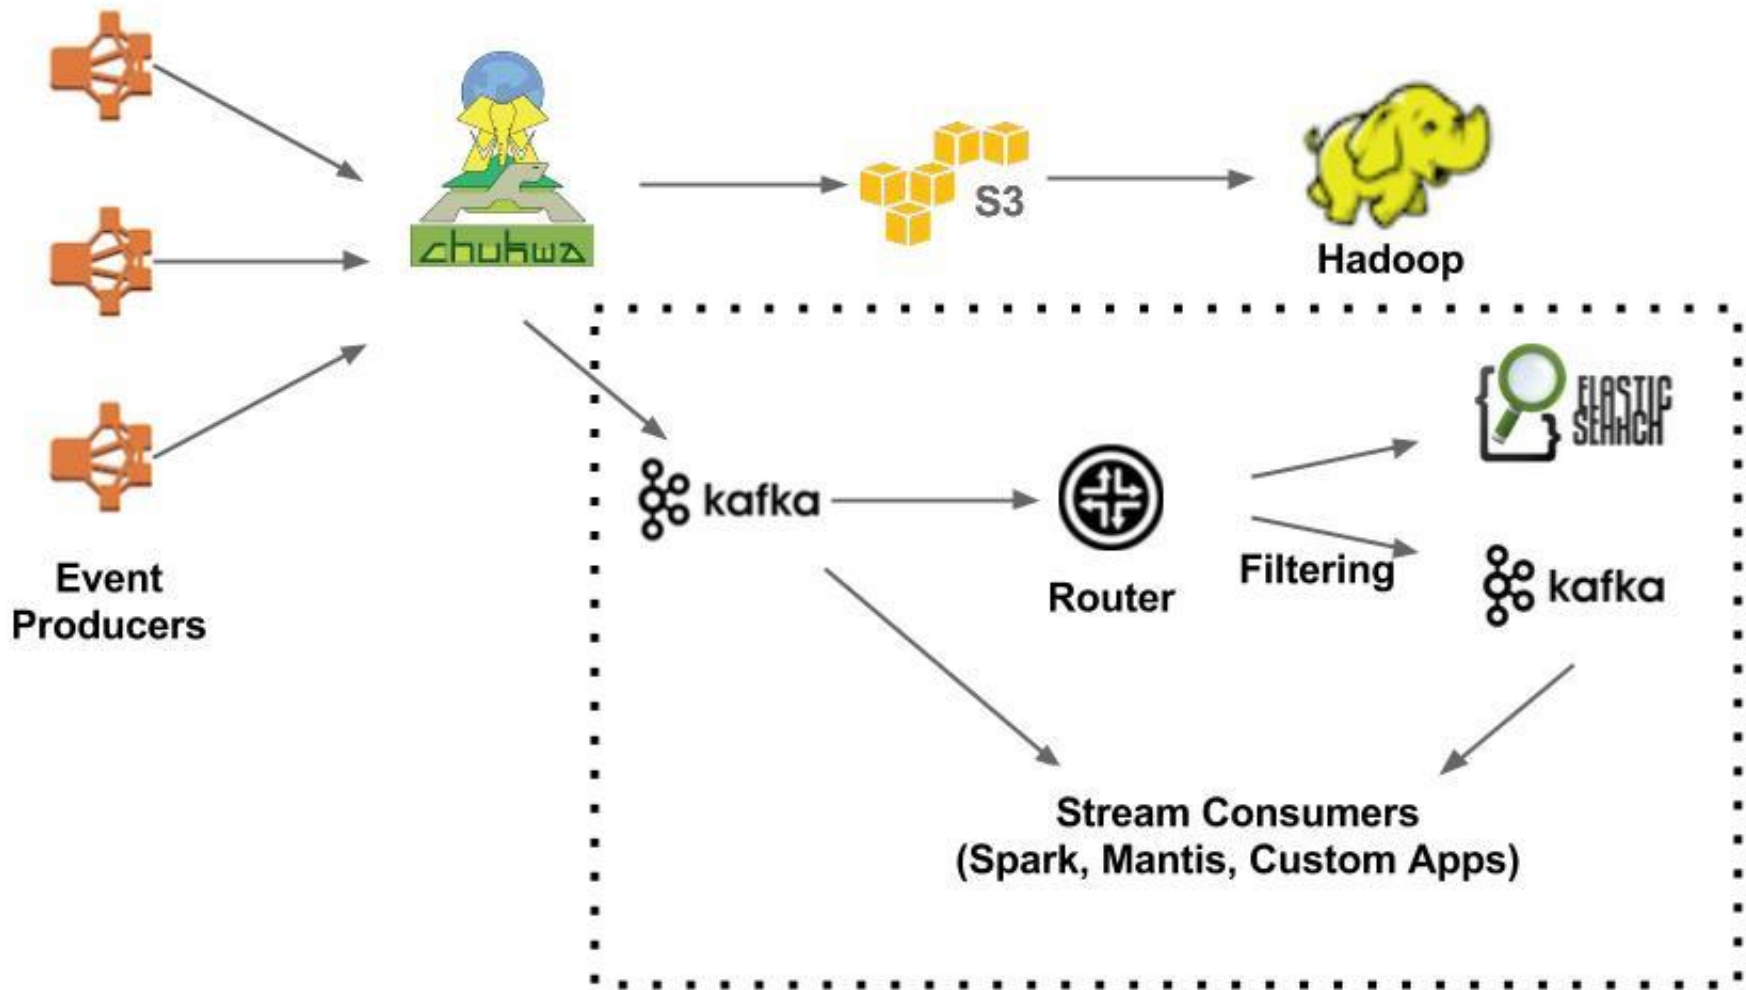 chukwa
S3
Hadoop
ELASTIC
SEARCH
kafka
Router
Filtering
kafka
Event
Producers
Stream Consumers
(Spark, Mantis, Custom Apps)